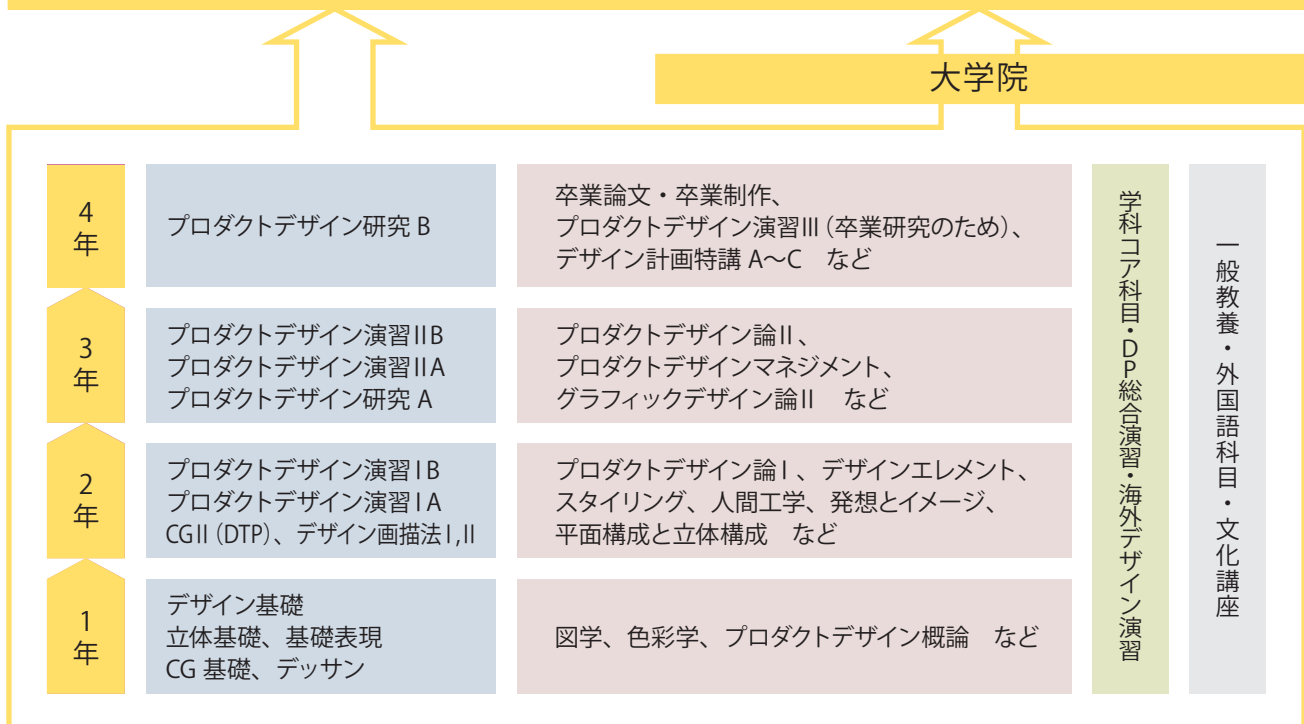 大学院
4年
プロダクトデザイン研究 B
卒業論文・卒業制作、
プロダクトデザイン演習III（卒業研究のため）、
デザイン計画特講 A〜C　など
3年
プロダクトデザイン演習IIB
プロダクトデザイン演習IIA
プロダクトデザイン研究 A
プロダクトデザイン論II、
プロダクトデザインマネジメント、
グラフィックデザイン論II　など
2年
プロダクトデザイン演習IB
プロダクトデザイン演習IA
CGII（DTP）、デザイン画描法I,II
プロダクトデザイン論I、デザインエレメント、
スタイリング、人間工学、発想とイメージ、
平面構成と立体構成　など
1年
デザイン基礎
立体基礎、基礎表現
CG 基礎、デッサン
図学、色彩学、プロダクトデザイン概論　など
学科コア科目・DP総合演習・海外デザイン演習
一般教養・外国語科目・文化講座